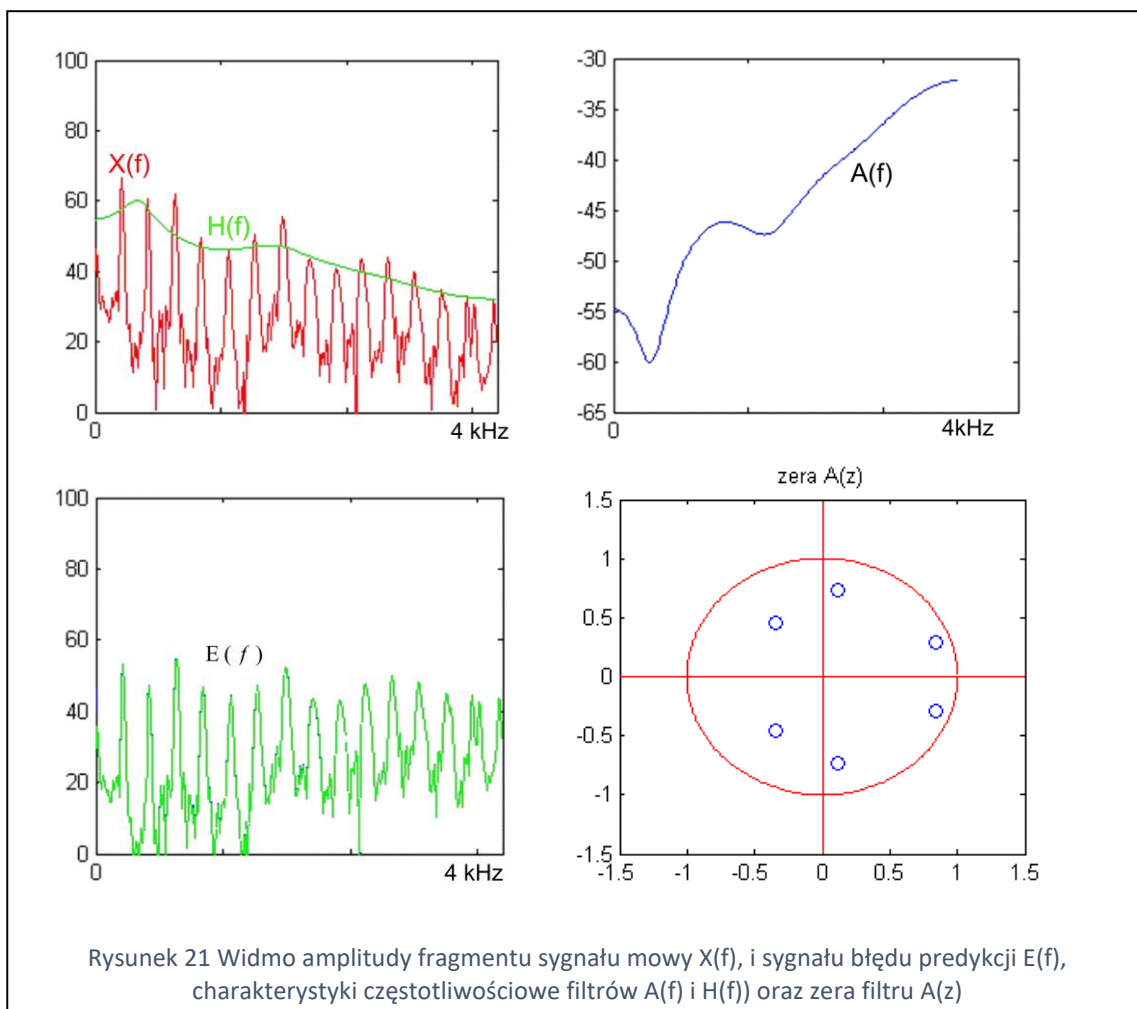 100
80
60
40
20
0
0
4 kHz
X(f)
H(f)
-30
-35
-40
-45
-50
-55
-60
-65
0
4kHz
A(f)
100
80
60
40
20
0
0
4 kHz
E(f)
zera A(z)
1.5
1
0.5
0
-0.5
-1
-1.5
-1.5 -1 -0.5 0 0.5 1 1.5
Rysunek 21 Widmo amplitudy fragmentu sygnału mowy X(f), i sygnału błędu predykcji E(f),
charakterystyki częstotliwościowe filtrów A(f) i H(f)) oraz zera filtru A(z)